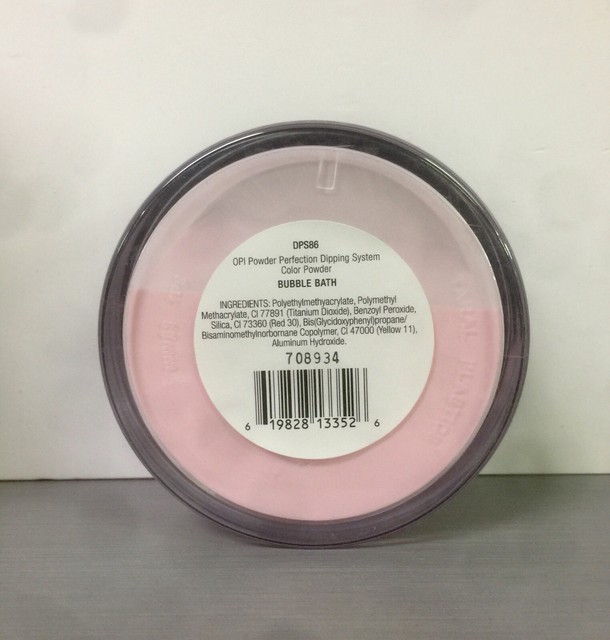 DPS86
OPI Powder Perfection Dipping System
Color Powder
BUBBLE BATH
INGREDIENTS: Polyethylmethyacrylate, Polymethyl
Methacrylate, CI 77891 (Titanium Dioxide), Benzoyl Peroxide,
Silica, CI 73360 (Red 30), Bis(Glycidoxyphenyl)propane/
Bisaminomethylnorbornane Copolymer, CI 47000 (Yellow 11),
Aluminum Hydroxide.
708934
6 19828 13352 6